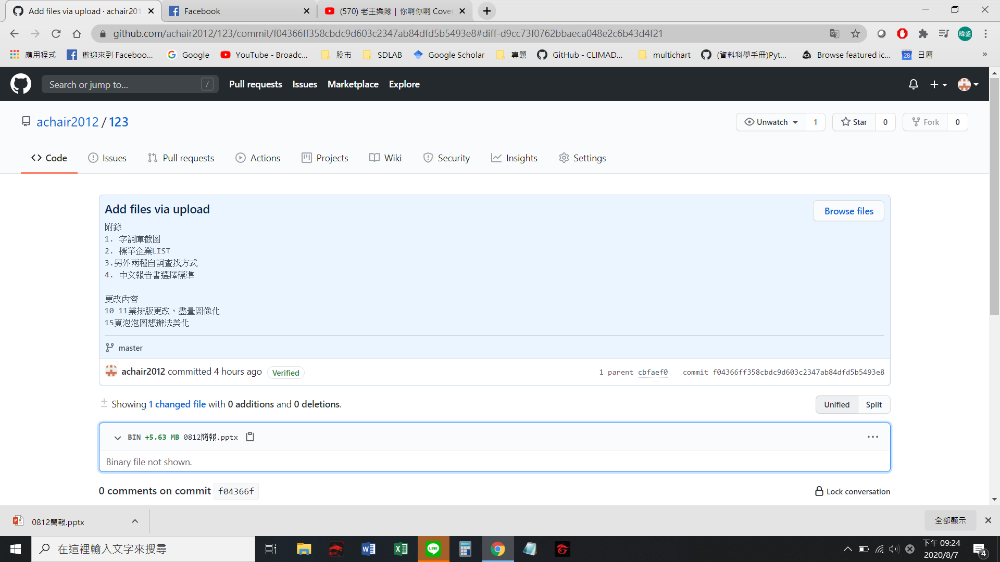 Add files via upload · achair201
Facebook
(570) 老王樂隊 | 你啊你啊 Cove
github.com/achair2012/123/commit/f04366ff358cbdc9d603c2347ab84dfd5b5493e8#diff-d9cc73f0762bbaeca048e2c6b43d4f21
暐盛
應用程式
歡迎來到 Faceboo...
Google
YouTube - Broadc...
股市
SDLAB
Google Scholar
專題
GitHub - CLIMAD...
multichart
(資料科學手冊)Pyt...
Browse featured ic...
28 日曆
»
Search or jump to... /
Pull requests Issues Marketplace Explore
achair2012 / 123
Unwatch 1 Star 0 Fork 0
Code Issues Pull requests Actions Projects Wiki Security Insights Settings
Add files via upload
Browse files
附錄
1. 字詞庫截圖
2. 標竿企業LIST
3.另外兩種自詞查找方式
4. 中文報告書選擇標準
更改內容
10 11業排版更改，盡量圖像化
15頁泡泡圖想辦法美化
master
achair2012 committed 4 hours ago Verified
1 parent cbfaef0 commit f04366ff358cbdc9d603c2347ab84dfd5b5493e8
Showing 1 changed file with 0 additions and 0 deletions.
Unified Split
BIN +5.63 MB 0812簡報.pptx
Binary file not shown.
0 comments on commit f04366f
Lock conversation
0812簡報.pptx
全部顯示
在這裡輸入文字來搜尋
LINE
下午 09:24
2020/8/7
4